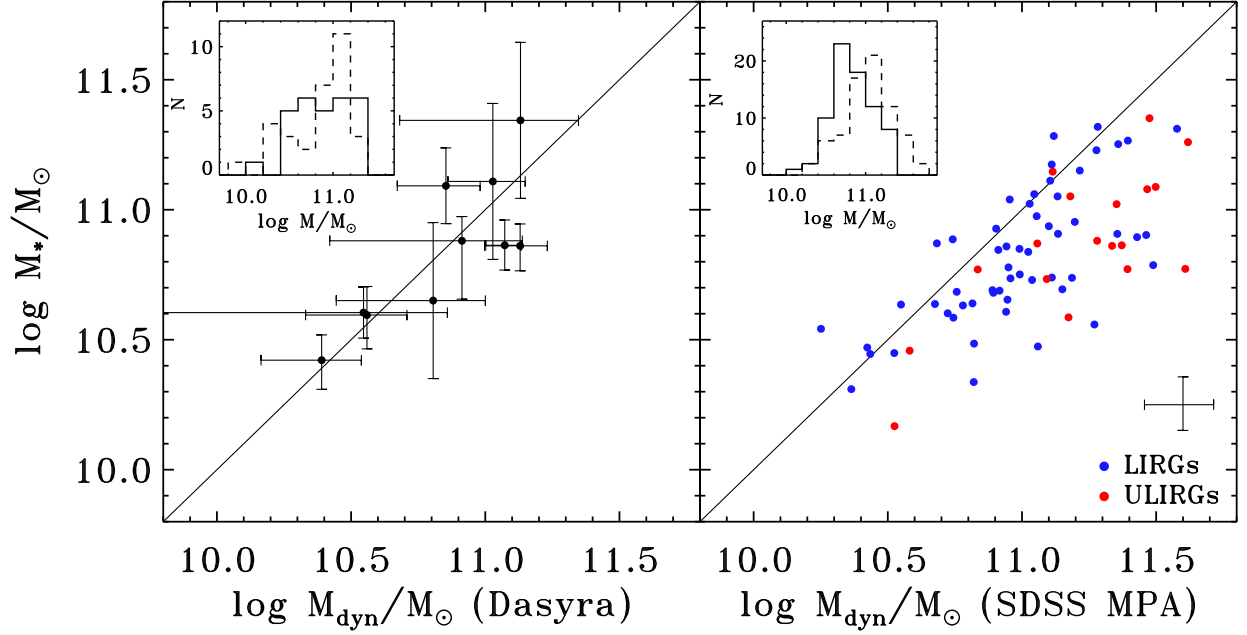 log M*/M⊙
11.5
11.0
10.5
10.0
N
10
5
0
10.0 11.0
log M/M⊙
N
20
10
0
10.0 11.0
log M/M⊙
LIRGs
ULIRGs
10.0 10.5 11.0 11.5
10.0 10.5 11.0 11.5
log Mdyn/M⊙ (Dasyra)
log Mdyn/M⊙ (SDSS MPA)